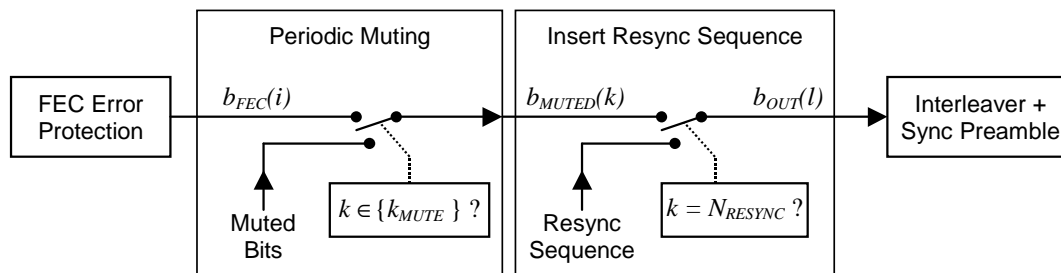 Periodic Muting
Insert Resync Sequence
FEC Error
Protection
b_FEC(i)
b_MUTED(k)
b_OUT(l)
Interleaver +
Sync Preamble
Muted
Bits
k ∈ {k_MUTE } ?
Resync
Sequence
k = N_RESYNC ?